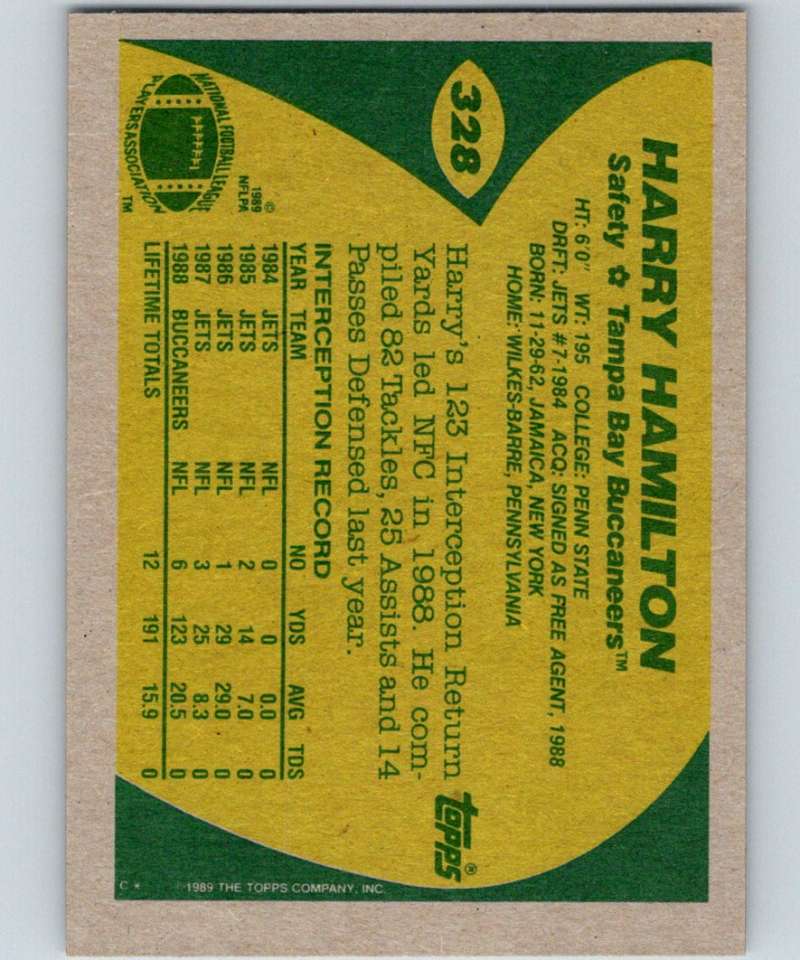 328
HARRY HAMILTON
Safety ✩ Tampa Bay Buccaneers™
HT: 6'0" WT: 195 COLLEGE: PENN STATE
DRFT: JETS #7-1984 ACQ: SIGNED AS FREE AGENT, 1988
BORN: 11-29-62, JAMAICA, NEW YORK
HOME: WILKES-BARRE, PENNSYLVANIA
Harry's 123 Interception Return
Yards led NFC in 1988. He com-
piled 82 Tackles, 25 Assists and 14
Passes Defensed last year.
topps®
INTERCEPTION RECORD
YEAR TEAM NO YDS AVG TDS
1984 JETS NFL 0 0 0.0 0
1985 JETS NFL 2 14 7.0 0
1986 JETS NFL 1 29 29.0 0
1987 JETS NFL 3 25 8.3 0
1988 BUCCANEERS NFL 6 123 20.5 0
LIFETIME TOTALS 12 191 15.9 0
NATIONAL FOOTBALL LEAGUE
PLAYERS ASSOCIATION
™
©
1989
NFLPA
C * 1989 THE TOPPS COMPANY, INC.